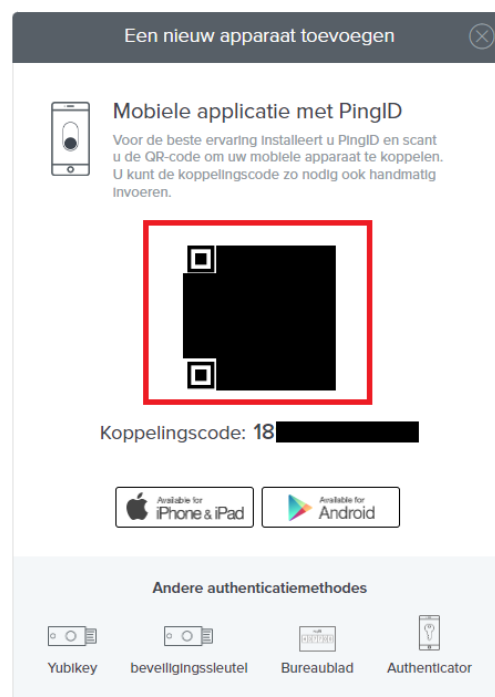 Een nieuw apparaat toevoegen
Mobiele applicatie met PingID
Voor de beste ervaring installeert u PingID en scant
u de QR-code om uw mobiele apparaat te koppelen.
U kunt de koppelingscode zo nodig ook handmatig
invoeren.
Koppelingscode: 18
Available for
iPhone & iPad
Available for
Android
Andere authenticatiemethodes
Yubikey
beveiligingssleutel
Bureaublad
Authenticator